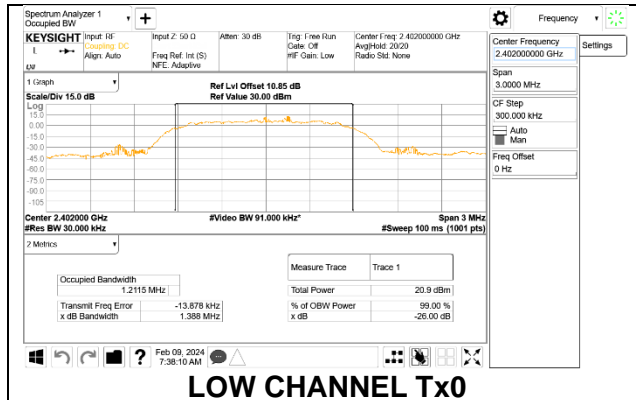 Spectrum Analyzer 1
Occupied BW
Frequency
KEYSIGHT
Input: RF
Coupling: DC
Align: Auto
Input Z: 50 Ω
Freq Ref: Int (S)
NFE: Adaptive
Atten: 30 dB
Trig: Free Run
Gate: Off
#IF Gain: Low
Center Freq: 2.402000000 GHz
Avg|Hold: 20/20
Radio Std: None
Center Frequency
2.402000000 GHz
Settings
Span
3.0000 MHz
CF Step
300.000 kHz
Auto
Man
Freq Offset
0 Hz
1 Graph
Scale/Div 15.0 dB
Ref Lvl Offset 10.85 dB
Ref Value 30.00 dBm
Log
15.0
0.00
-15.0
-30.0
-45.0
-60.0
-75.0
-90.0
-105
Center 2.402000 GHz
#Video BW 91.000 kHz*
Span 3 MHz
#Res BW 30.000 kHz
#Sweep 100 ms (1001 pts)
2 Metrics
Measure Trace
Trace 1
Occupied Bandwidth
1.2115 MHz
Total Power
20.9 dBm
Transmit Freq Error
-13.878 kHz
% of OBW Power
99.00 %
x dB Bandwidth
1.388 MHz
x dB
-26.00 dB
Feb 09, 2024
7:38:10 AM
LOW CHANNEL Tx0